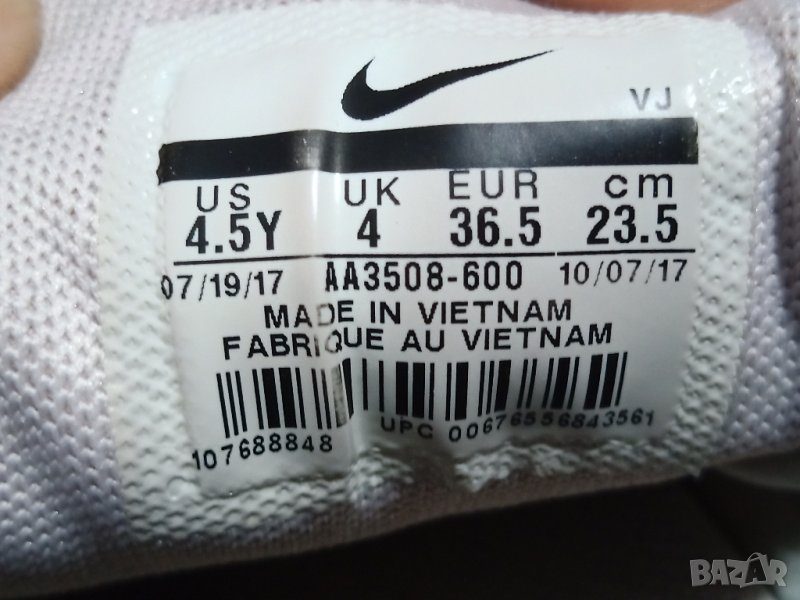 VJ
US UK EUR cm
4.5Y 4 36.5 23.5
07/19/17 AA3508-600 10/07/17
MADE IN VIETNAM
FABRIQUE AU VIETNAM
107688848 UPC 00676556843561
BAZAR